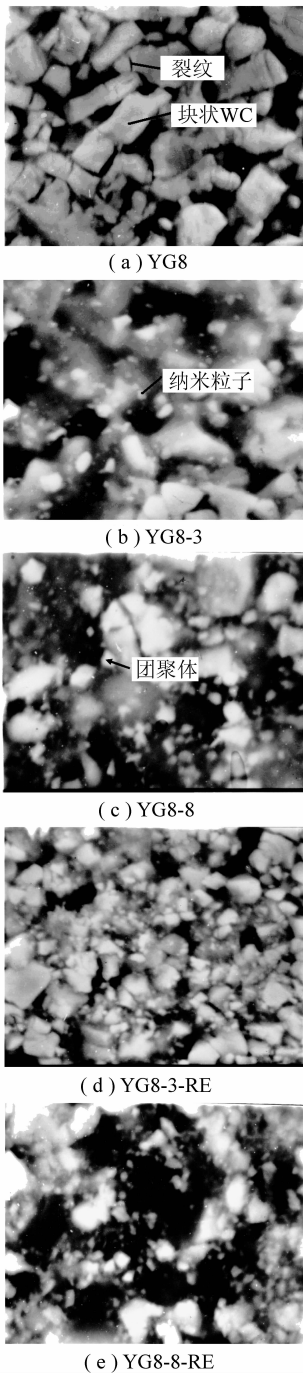 裂纹
块状WC
( a ) YG8
纳米粒子
( b ) YG8-3
团聚体
( c ) YG8-8
( d ) YG8-3-RE
( e ) YG8-8-RE